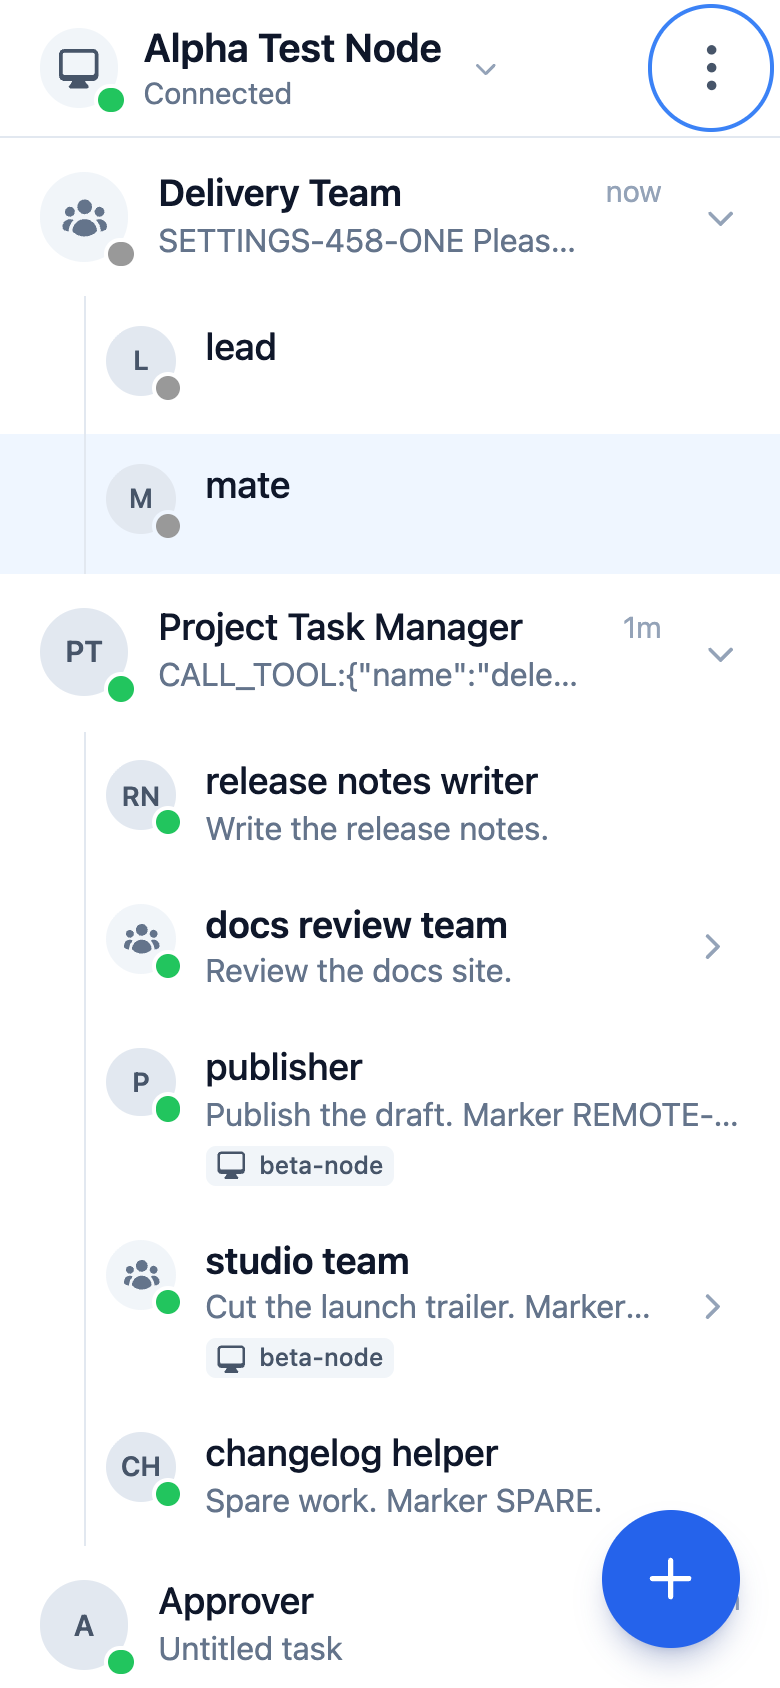 Alpha Test Node
Connected
Delivery Team
now
SETTINGS-458-ONE Pleas...
L
lead
M
mate
PT
Project Task Manager
1m
CALL_TOOL:{"name":"dele...
RN
release notes writer
Write the release notes.
docs review team
Review the docs site.
P
publisher
Publish the draft. Marker REMOTE-...
beta-node
studio team
Cut the launch trailer. Marker...
beta-node
CH
changelog helper
Spare work. Marker SPARE.
A
Approver
Untitled task